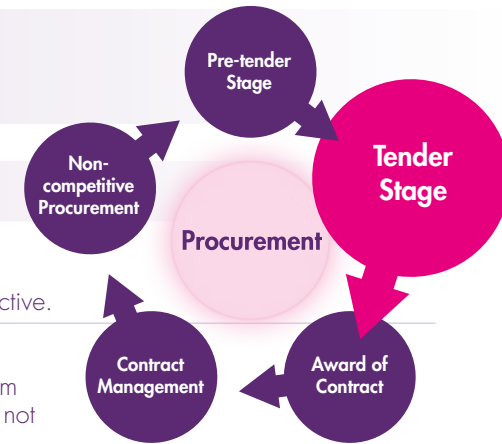 Pre-tender
Stage
Tender
Stage
Non-
competitive
Procurement
Procurement
ctive.
Contract
Management
Award of
Contract
m
not